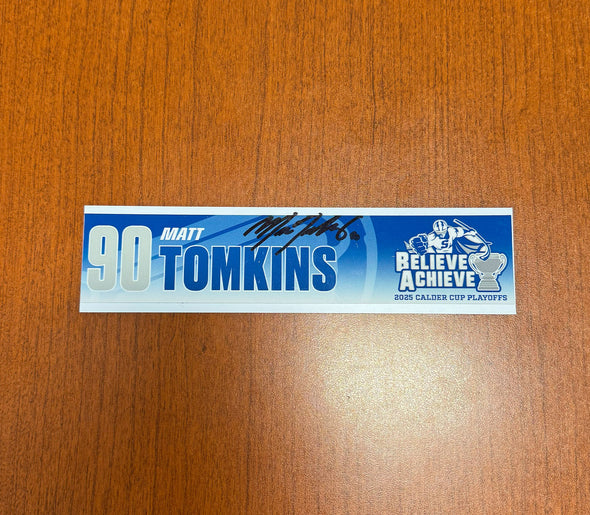 90
MATT
TOMKINS
BELIEVE
ACHIEVE
2025 CALDER CUP PLAYOFFS